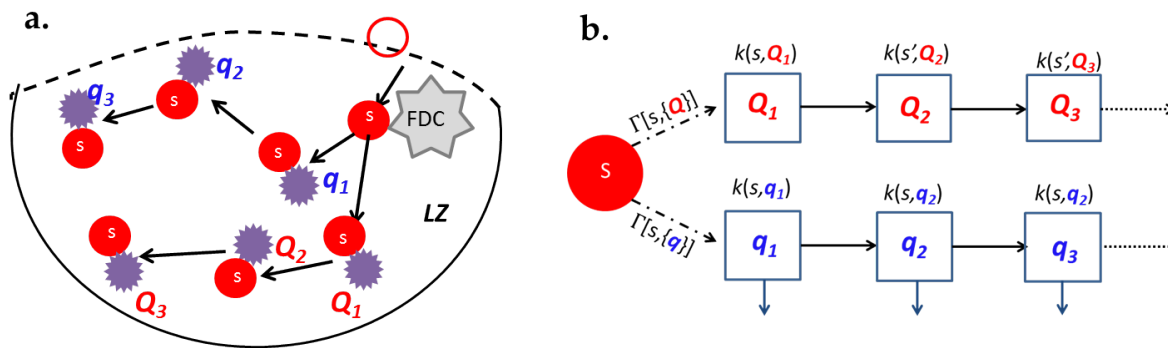 a.
q2
q3
s
s
s
FDC
s
q1
LZ
s
s
Q2
s
Q3
Q1
b.
k(s,Q1)
k(s',Q2)
k(s',Q3)
Q1
Q2
Q3
Γ[s,{Q}]
S
Γ[s,{q}]
k(s,q1)
k(s,q2)
k(s,q2)
q1
q2
q3